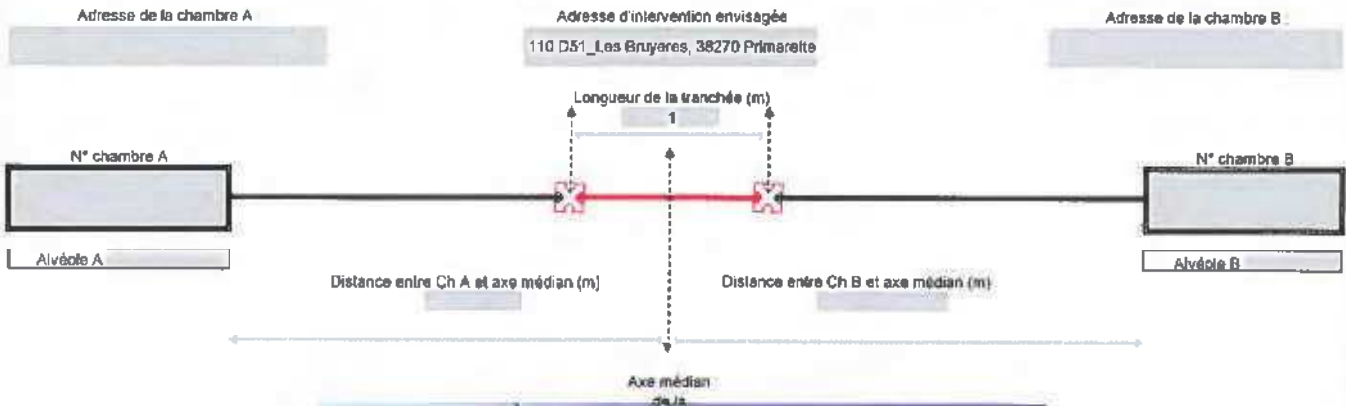 Adresse de la chambre A
Adresse d'intervention envisagée
Adresse de la chambre B :
110 D51_Les Bruyeres, 38270 Primarette
Longueur de la tranchée (m)
1
N° chambre A
N° chambre B
Alvéole A
Alvéole B
Distance entre Ch A et axe médian (m)
Distance entre Ch B et axe médian (m)
Axe médian
de la